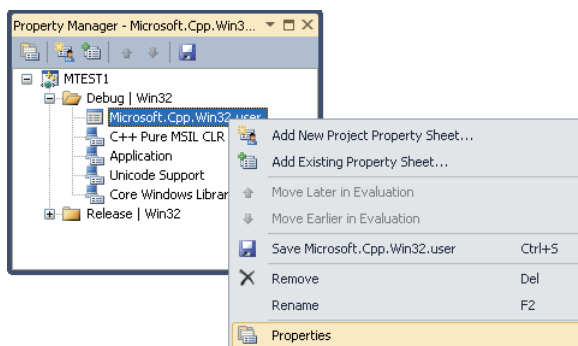 Property Manager - Microsoft.Cpp.Win3...
MTEST1
Debug | Win32
Microsoft.Cpp.Win32.user
C++ Pure MSIL CLR
Application
Unicode Support
Core Windows Librar
Release | Win32
Add New Project Property Sheet...
Add Existing Property Sheet...
Move Later in Evaluation
Move Earlier in Evaluation
Save Microsoft.Cpp.Win32.user Ctrl+S
Remove Del
Rename F2
Properties